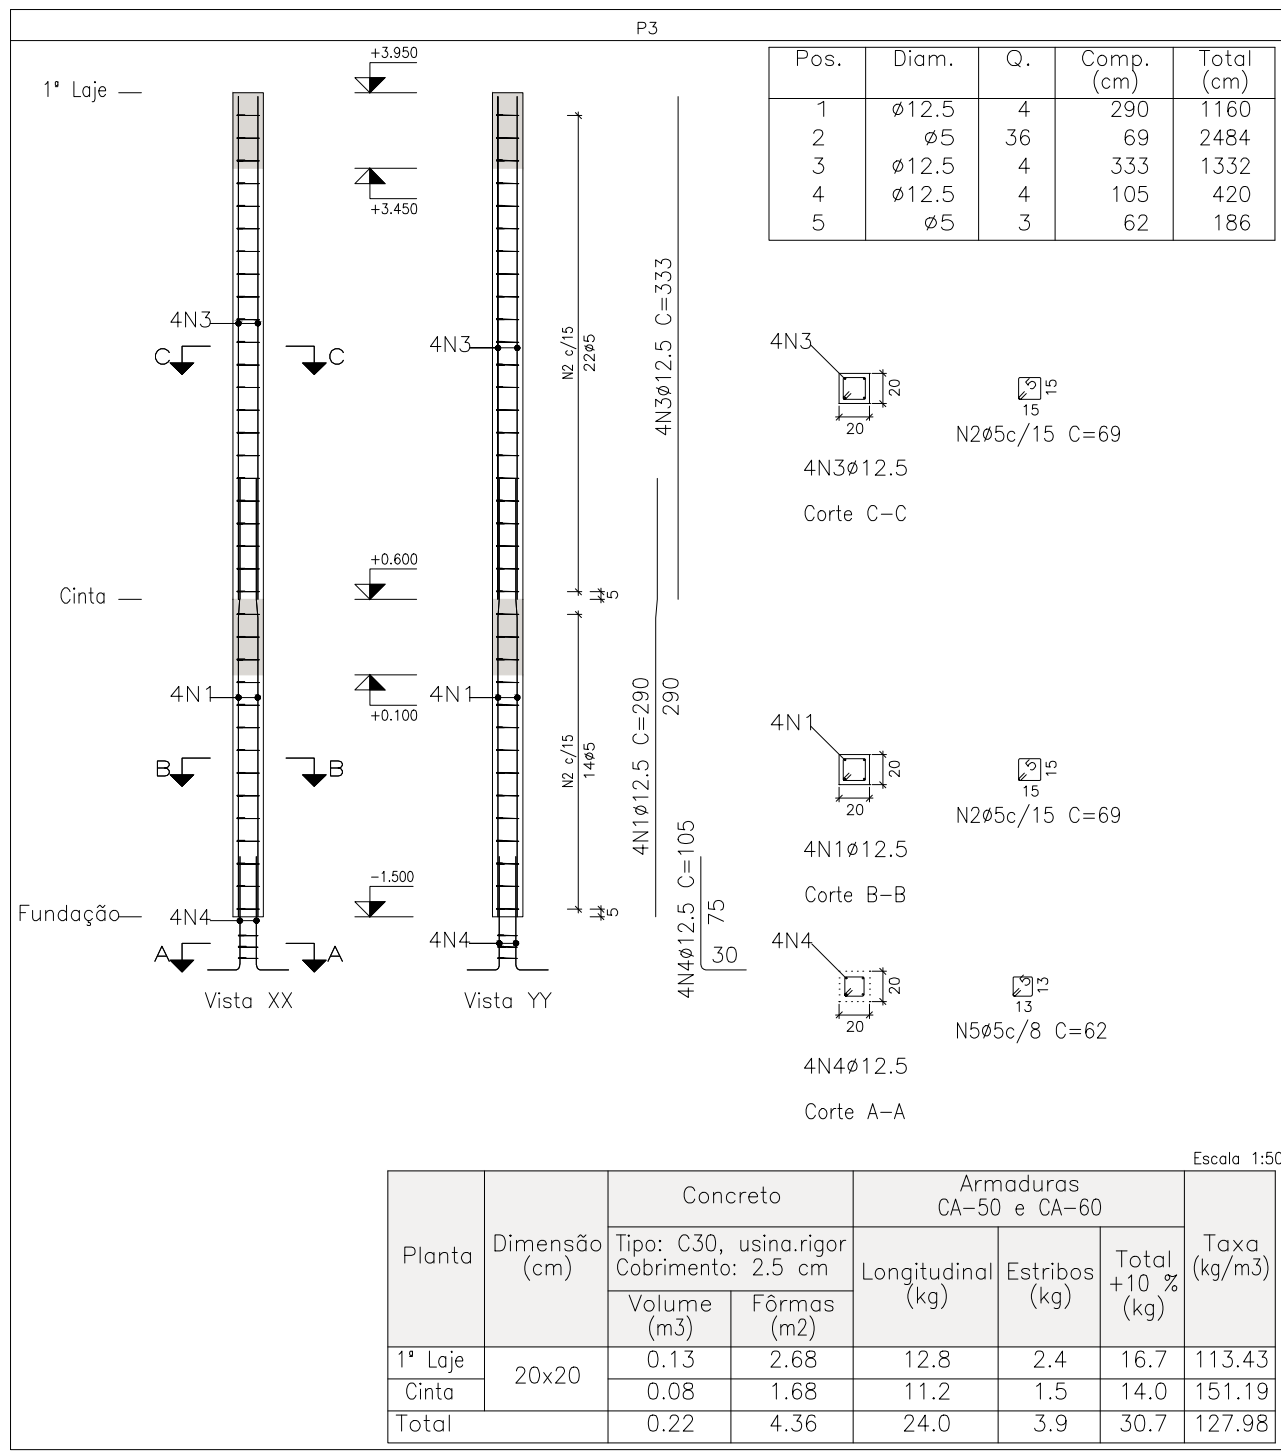 P3
Pos. Diam. Q. Comp. (cm) Total (cm)
1 ø12.5 4 290 1160
2 ø5 36 69 2484
3 ø12.5 4 333 1332
4 ø12.5 4 105 420
5 ø5 3 62 186
1ª Laje
+3.950
+3.450
4N3
C C
4N3
N2 c/15
22ø5
4N3ø12.5 C=333
4N3
20
20
15
15
5
N2ø5c/15 C=69
4N3ø12.5
Corte C-C
Cinta
+0.600
5
4N1
4N1
+0.100
B B
N2 c/15
14ø5
4N1ø12.5 C=290
290
4N1
20
20
15
15
5
N2ø5c/15 C=69
4N1ø12.5
Corte B-B
Fundação
-1.500
5
4N4
4N4
A A
4N4ø12.5 C=105
75
30
4N4
20
20
13
13
5
N5ø5c/8 C=62
4N4ø12.5
Corte A-A
Vista XX
Vista YY
Escala 1:50
Planta
Dimensão
(cm)
Concreto
Tipo: C30, usina.rigor
Cobrimento: 2.5 cm
Volume
(m3)
Fôrmas
(m2)
Armaduras
CA-50 e CA-60
Longitudinal
(kg)
Estribos
(kg)
Total
+10 %
(kg)
Taxa
(kg/m3)
1ª Laje 20x20 0.13 2.68 12.8 2.4 16.7 113.43
Cinta 0.08 1.68 11.2 1.5 14.0 151.19
Total 0.22 4.36 24.0 3.9 30.7 127.98